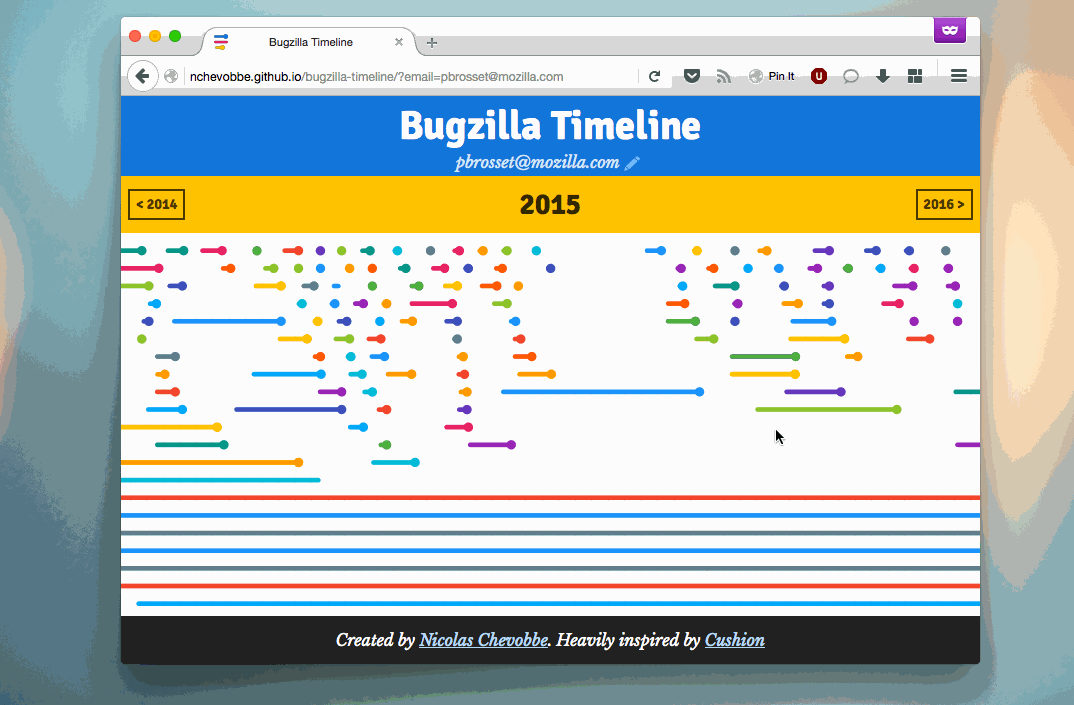 Bugzilla Timeline
nchevobbe.github.io/bugzilla-timeline/?email=pbrosset@mozilla.com
Pin It
Bugzilla Timeline
pbrosset@mozilla.com
< 2014
2015
2016 >
Created by Nicolas Chevobbe. Heavily inspired by Cushion